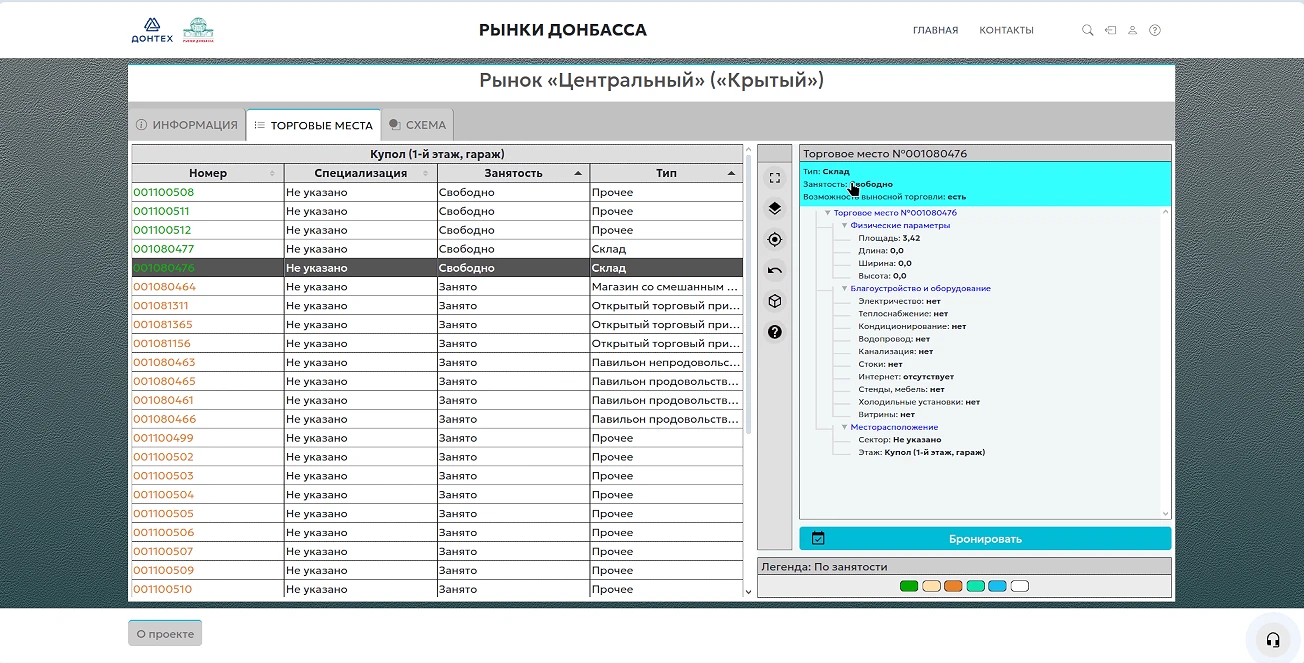 ДОНТЕХ
РЫНКИ ДОНБАССА
РЫНКИ ДОНБАССА
ГЛАВНАЯ КОНТАКТЫ
Рынок «Центральный» («Крытый»)
ИНФОРМАЦИЯ ТОРГОВЫЕ МЕСТА СХЕМА
Купол (1-й этаж, гараж)
Номер Специализация Занятость Тип
001100508 Не указано Свободно Прочее
001100511 Не указано Свободно Прочее
001100512 Не указано Свободно Прочее
001080477 Не указано Свободно Склад
001080476 Не указано Свободно Склад
001080464 Не указано Занято Магазин со смешанным ...
001081311 Не указано Занято Открытый торговый при...
001081365 Не указано Занято Открытый торговый при...
001081156 Не указано Занято Открытый торговый при...
001080463 Не указано Занято Павильон непродовольс...
001080465 Не указано Занято Павильон продовольств...
001080461 Не указано Занято Павильон продовольств...
001080466 Не указано Занято Павильон продовольств...
001100499 Не указано Занято Прочее
001100502 Не указано Занято Прочее
001100503 Не указано Занято Прочее
001100504 Не указано Занято Прочее
001100505 Не указано Занято Прочее
001100506 Не указано Занято Прочее
001100507 Не указано Занято Прочее
001100509 Не указано Занято Прочее
001100510 Не указано Занято Прочее
Торговое место №001080476
Тип: Склад
Занятость: Свободно
Возможность выносной торговли: есть
Торговое место №001080476
Физические параметры
Площадь: 3,42
Длина: 0,0
Ширина: 0,0
Высота: 0,0
Благоустройство и оборудование
Электричество: нет
Теплоснабжение: нет
Кондиционирование: нет
Водопровод: нет
Канализация: нет
Стоки: нет
Интернет: отсутствует
Стенды, мебель: нет
Холодильные установки: нет
Витрины: нет
Месторасположение
Сектор: Не указано
Этаж: Купол (1-й этаж, гараж)
Бронировать
Легенда: По занятости
О проекте